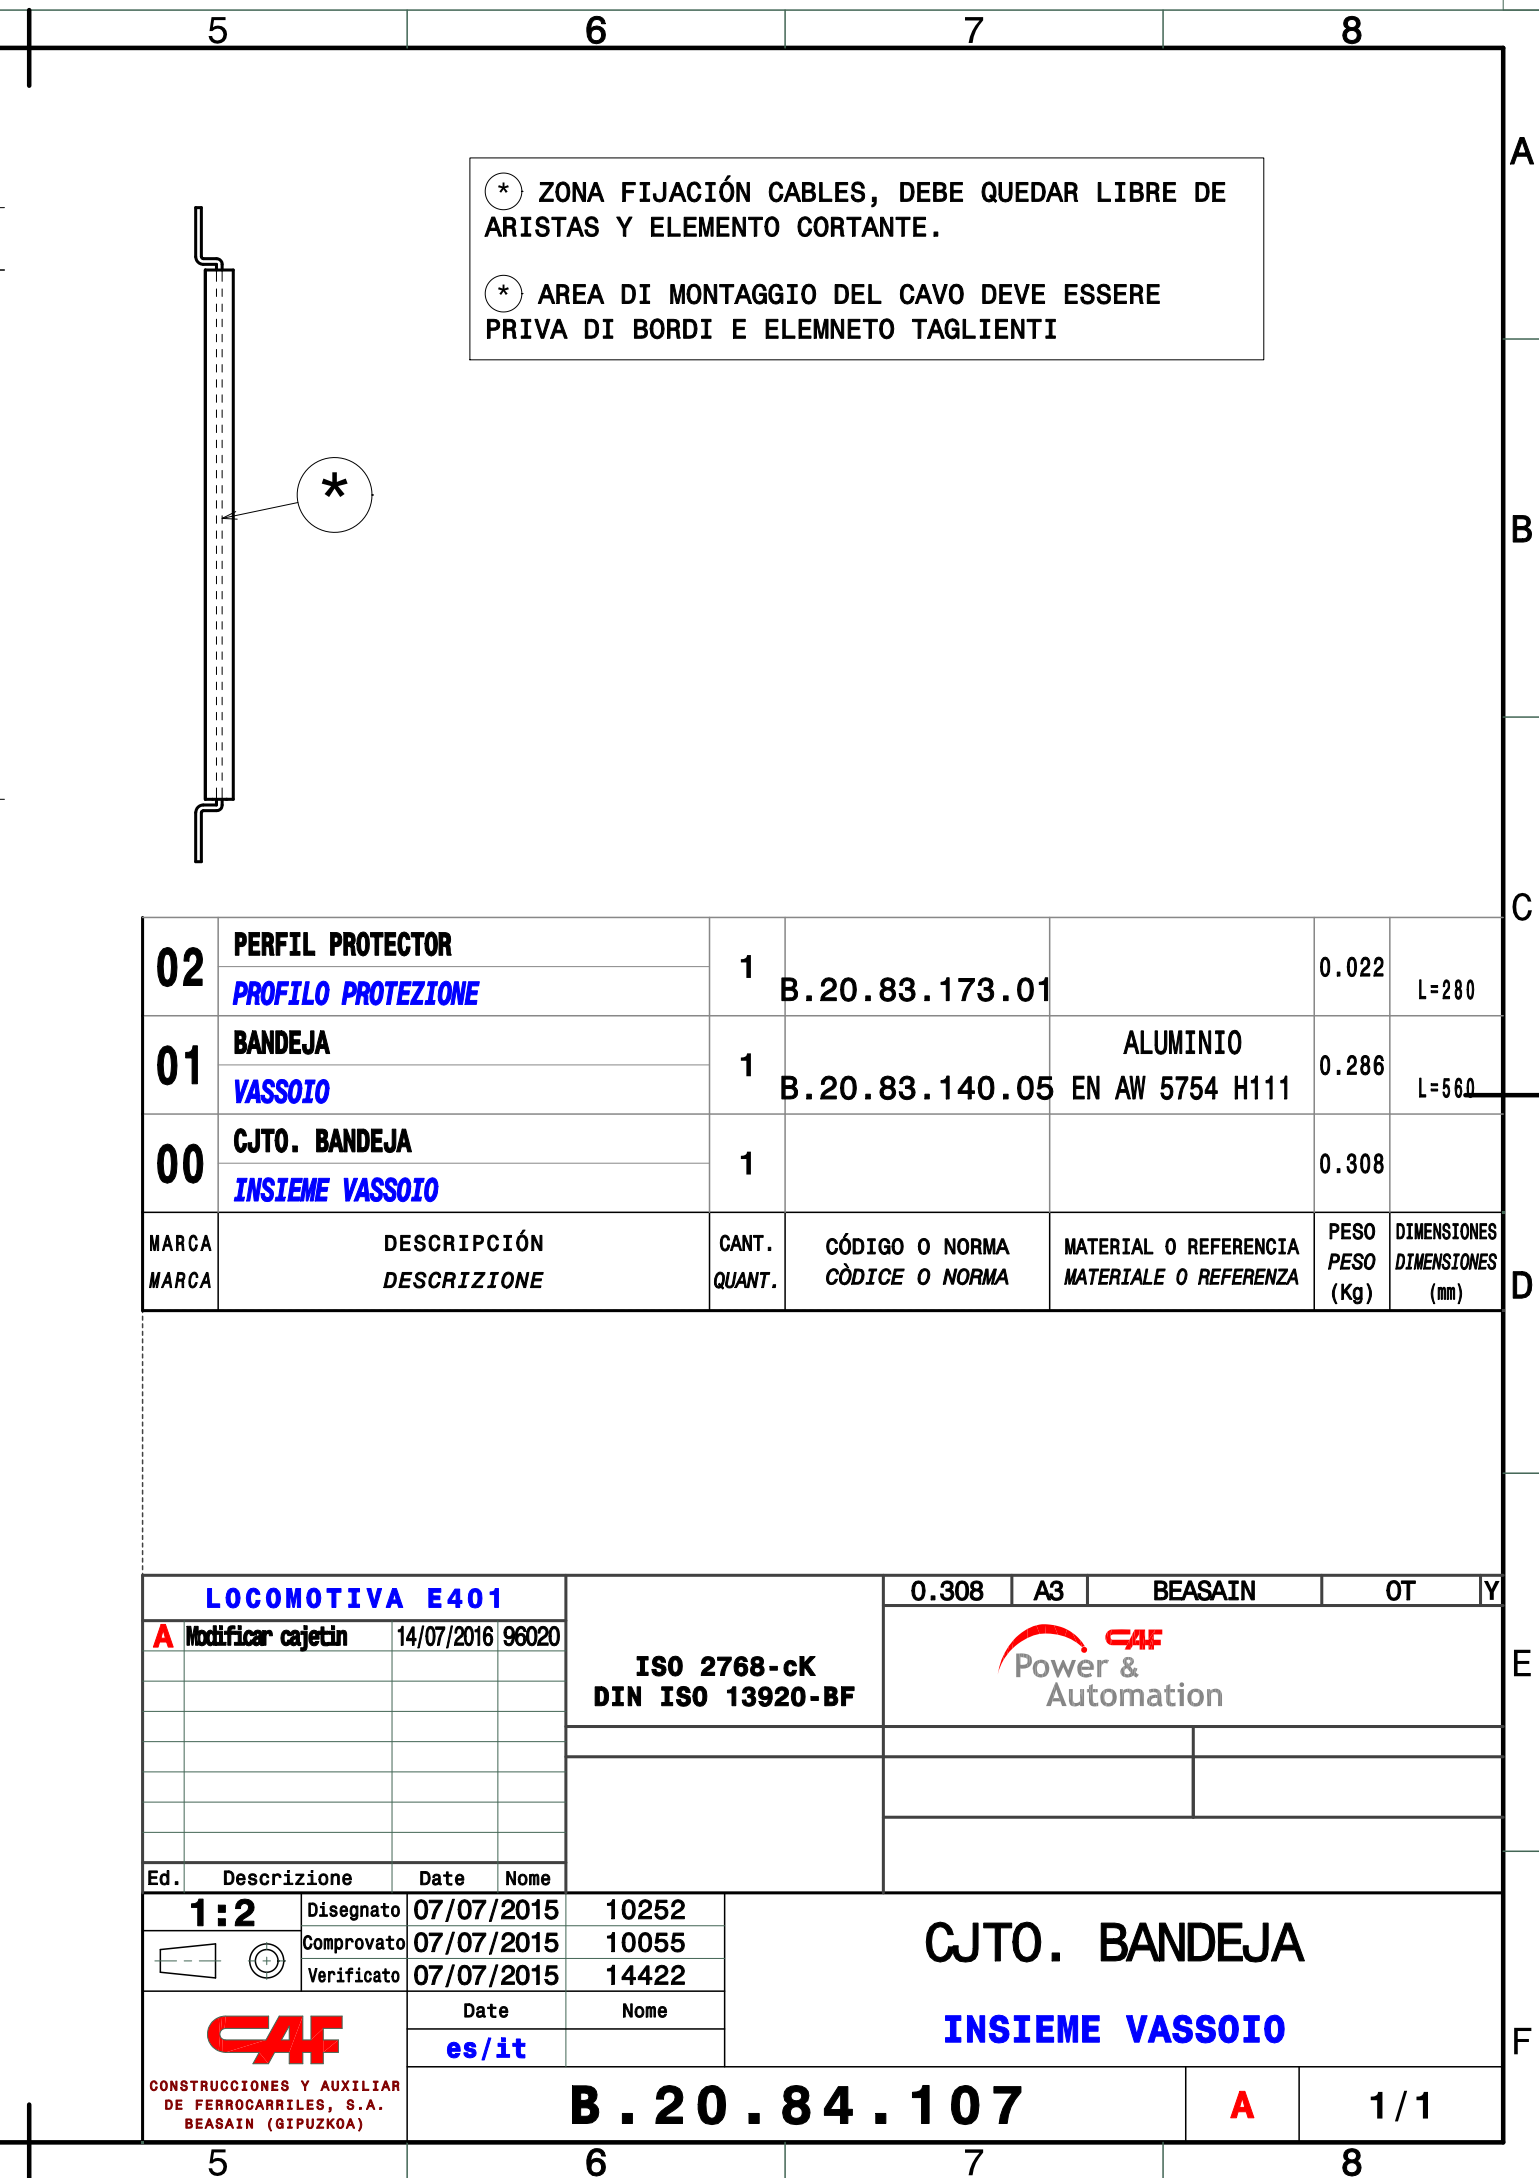 5 6 7 8
A
* ZONA FIJACIÓN CABLES, DEBE QUEDAR LIBRE DE
ARISTAS Y ELEMENTO CORTANTE.
* AREA DI MONTAGGIO DEL CAVO DEVE ESSERE
PRIVA DI BORDI E ELEMNETO TAGLIENTI
*
B
C
02 PERFIL PROTECTOR 1 B.20.83.173.01 0.022 L=280
PROFILO PROTEZIONE
01 BANDEJA 1 B.20.83.140.05 ALUMINIO 0.286 L=560
VASSOIO EN AW 5754 H111
00 CJTO. BANDEJA 1 0.308
INSIEME VASSOIO
MARCA DESCRIPCIÓN CANT. CÓDIGO O NORMA MATERIAL O REFERENCIA PESO DIMENSIONES
MARCA DESCRIZIONE QUANT. CÒDICE O NORMA MATERIALE O REFERENZA PESO DIMENSIONES
(Kg) (mm)
D
LOCOMOTIVA E401 0.308 A3 BEASAIN OT Y
A Modificar cajetin 14/07/2016 96020
ISO 2768-cK
DIN ISO 13920-BF
CAF
Power &
Automation
E
Ed. Descrizione Date Nome
1:2 Disegnato 07/07/2015 10252
Comprovato 07/07/2015 10055
Verificato 07/07/2015 14422
Date Nome
es/it
CJTO. BANDEJA
INSIEME VASSOIO
F
CAF
CONSTRUCCIONES Y AUXILIAR
DE FERROCARRILES, S.A.
BEASAIN (GIPUZKOA)
B.20.84.107 A 1/1
5 6 7 8